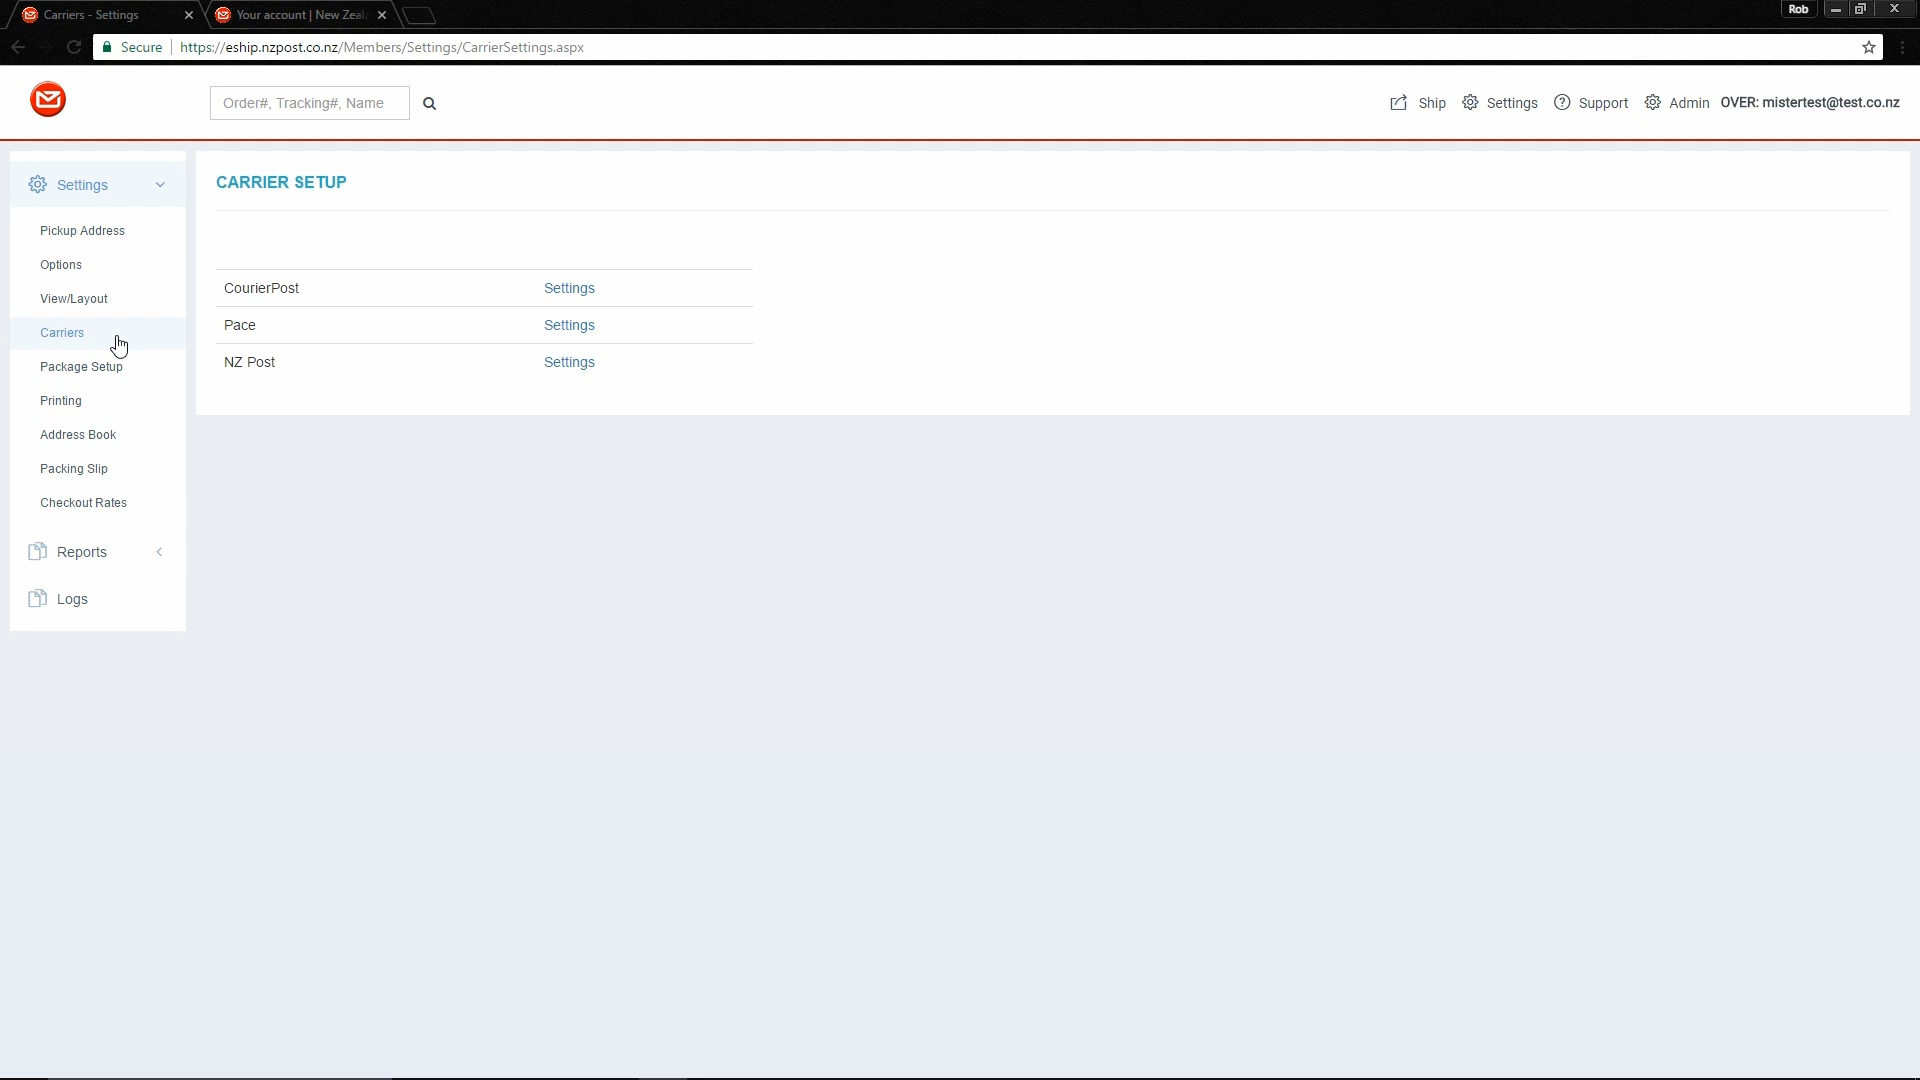 Carriers - Settings
Your account | New Zeal
Rob
Secure
https://eship.nzpost.co.nz/Members/Settings/CarrierSettings.aspx
Order#, Tracking#, Name
Ship
Settings
Support
Admin
OVER: mistertest@test.co.nz
Settings
Pickup Address
Options
View/Layout
Carriers
Package Setup
Printing
Address Book
Packing Slip
Checkout Rates
Reports
Logs
CARRIER SETUP
CourierPost Settings
Pace Settings
NZ Post Settings